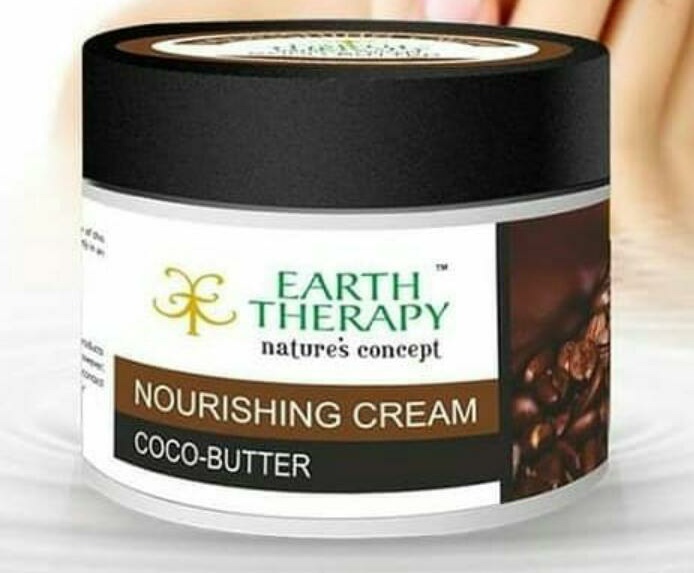 EARTH ™
THERAPY
nature's concept
NOURISHING CREAM
COCO-BUTTER